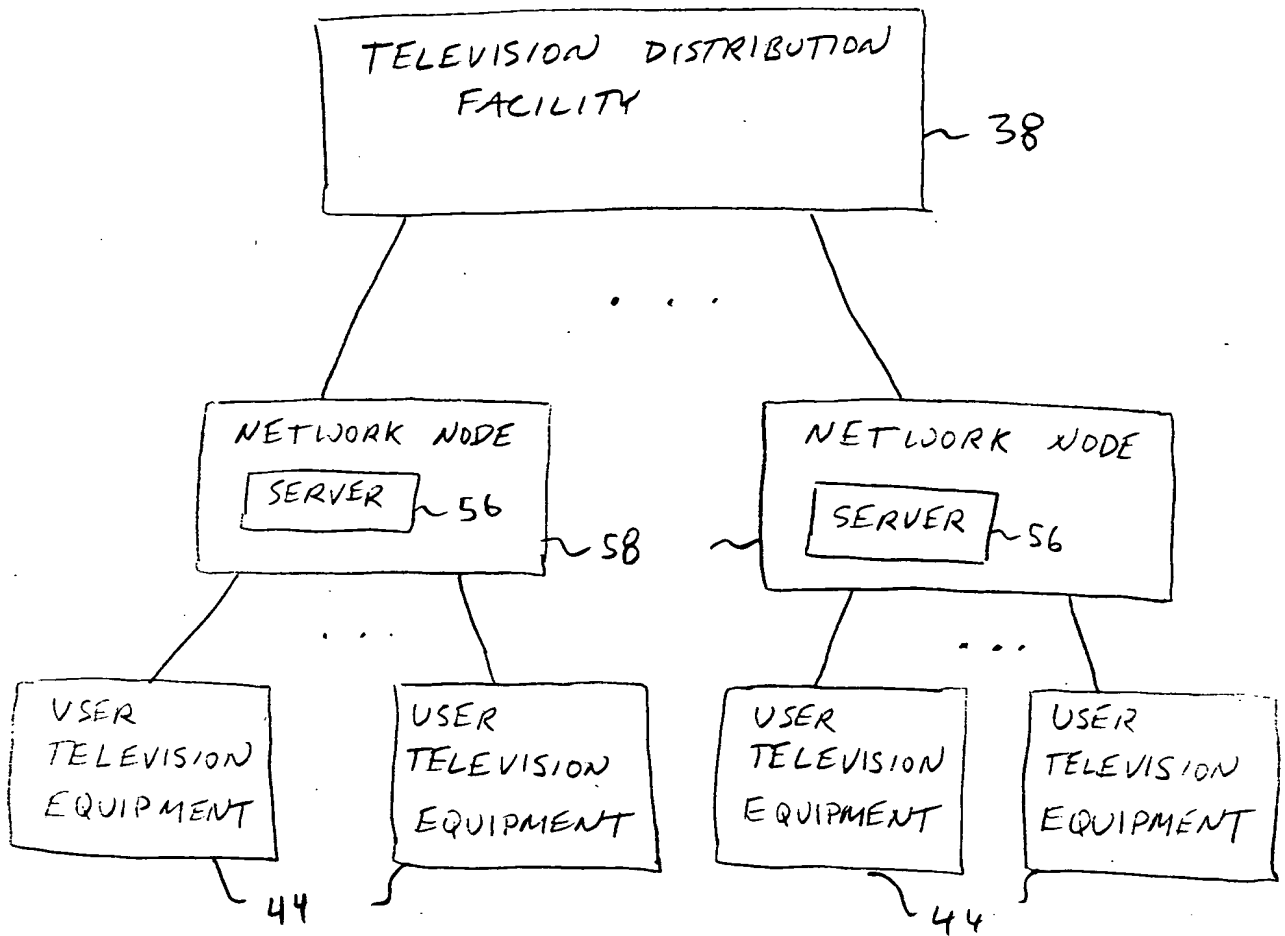 TELEVISION DISTRIBUTION
FACILITY
38
NETWORK NODE
SERVER
56
58
NETWORK NODE
SERVER
56
USER
TELEVISION
EQUIPMENT
USER
TELEVISION
EQUIPMENT
44
USER
TELEVISION
EQUIPMENT
USER
TELEVISION
EQUIPMENT
44